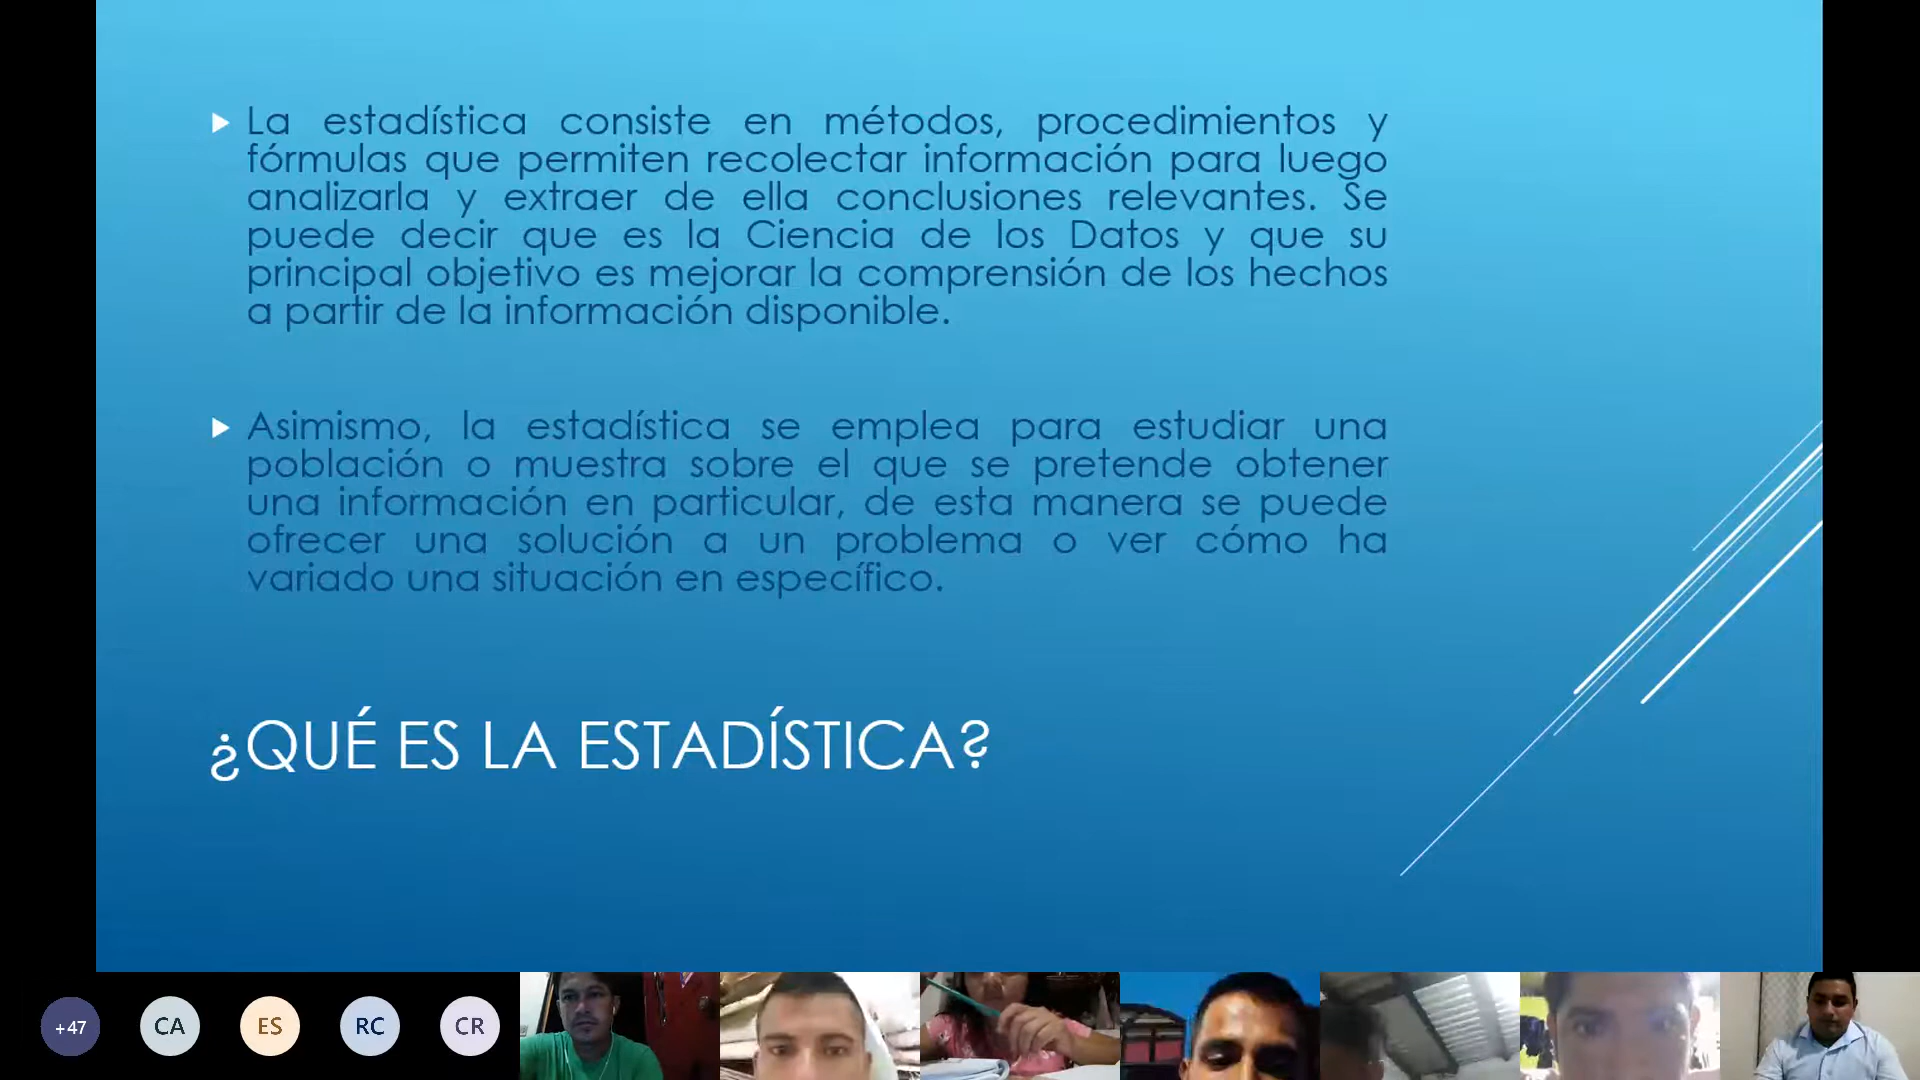 La estadística consiste en métodos, procedimientos y
fórmulas que permiten recolectar información para luego
analizarla y extraer de ella conclusiones relevantes. Se
puede decir que es la Ciencia de los Datos y que su
principal objetivo es mejorar la comprensión de los hechos
a partir de la información disponible.
Asimismo, la estadística se emplea para estudiar una
población o muestra sobre el que se pretende obtener
una información en particular, de esta manera se puede
ofrecer una solución a un problema o ver cómo ha
variado una situación en específico.
¿QUÉ ES LA ESTADÍSTICA?
+47 CA ES RC CR